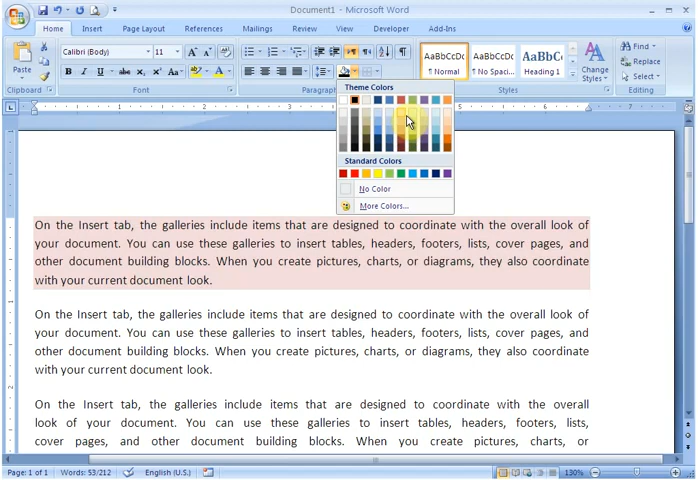 Document1 - Microsoft Word
Home Insert Page Layout References Mailings Review View Developer Add-Ins
Calibri (Body) 11
Paste
AaBbCcDc AaBbCcDc AaBbC
¶ Normal ¶ No Spaci... Heading 1
Change Styles
Find
Replace
Select
Clipboard Font Paragraph Styles Editing
Theme Colors
Standard Colors
No Color
More Colors...
On the Insert tab, the galleries include items that are designed to coordinate with the overall look of
your document. You can use these galleries to insert tables, headers, footers, lists, cover pages, and
other document building blocks. When you create pictures, charts, or diagrams, they also coordinate
with your current document look.
On the Insert tab, the galleries include items that are designed to coordinate with the overall look of
your document. You can use these galleries to insert tables, headers, footers, lists, cover pages, and
other document building blocks. When you create pictures, charts, or diagrams, they also coordinate
with your current document look.
On the Insert tab, the galleries include items that are designed to coordinate with the overall
look of your document. You can use these galleries to insert tables, headers, footers, lists,
cover pages, and other document building blocks. When you create pictures, charts, or
Page: 1 of 1 Words: 53/212 English (U.S.) 130%